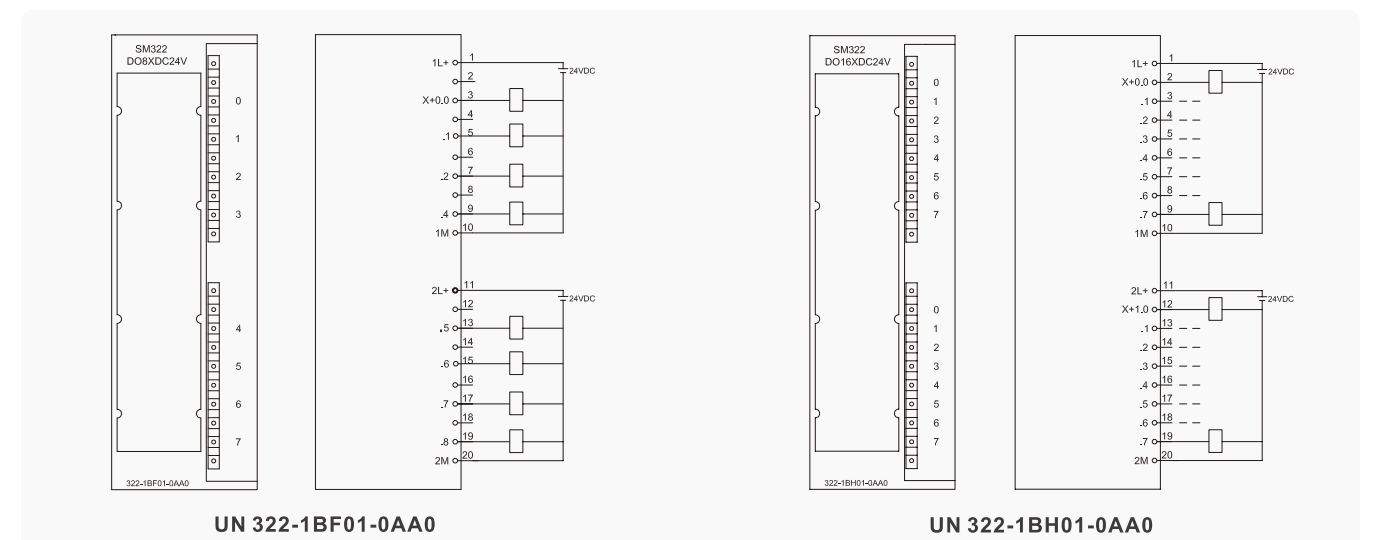 SM322
DO8XDC24V
0
1
2
3
4
5
6
7
322-1BF01-0AA0
1L+ 1
24VDC
2
X+0.0 3
4
.1 5
6
.2 7
8
.4 9
1M 10
2L+ 11
24VDC
12
.5 13
14
.6 15
16
.7 17
18
.8 19
2M 20
UN 322-1BF01-0AA0
SM322
DO16XDC24V
0
1
2
3
4
5
6
7
0
1
2
3
4
5
6
7
322-1BH01-0AA0
1L+ 1
24VDC
X+0.0 2
.1 3
.2 4
.3 5
.4 6
.5 7
.6 8
.7 9
1M 10
2L+ 11
24VDC
X+1.0 12
.1 13
.2 14
.3 15
.4 16
.5 17
.6 18
.7 19
2M 20
UN 322-1BH01-0AA0